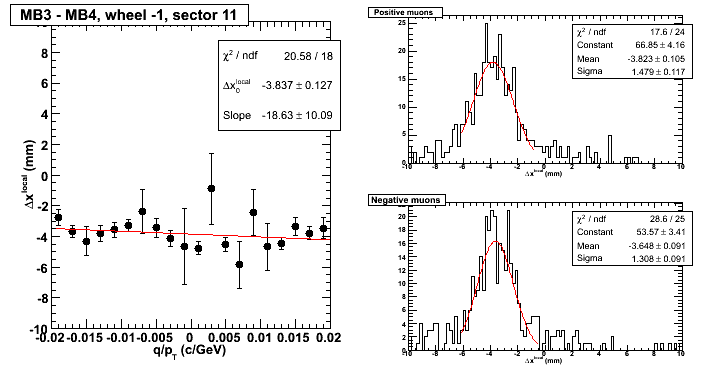 MB3 - MB4, wheel -1, sector 11
χ² / ndf 20.58 / 18
Δx₀^local -3.837 ± 0.127
Slope -18.63 ± 10.09
Δx^local (mm)
10
8
6
4
2
0
-2
-4
-6
-8
-10
-0.02 -0.015 -0.01 -0.005 0 0.005 0.01 0.015 0.02
q/p_T (c/GeV)
Positive muons
χ² / ndf 17.6 / 24
Constant 66.85 ± 4.16
Mean -3.823 ± 0.105
Sigma 1.479 ± 0.117
25
20
15
10
5
0
-10 -8 -6 -4 -2 0 2 4 6 8 10
Δx^local (mm)
Negative muons
χ² / ndf 28.6 / 25
Constant 53.57 ± 3.41
Mean -3.648 ± 0.091
Sigma 1.308 ± 0.091
22
20
18
16
14
12
10
8
6
4
2
0
-10 -8 -6 -4 -2 0 2 4 6 8 10
Δx^local (mm)